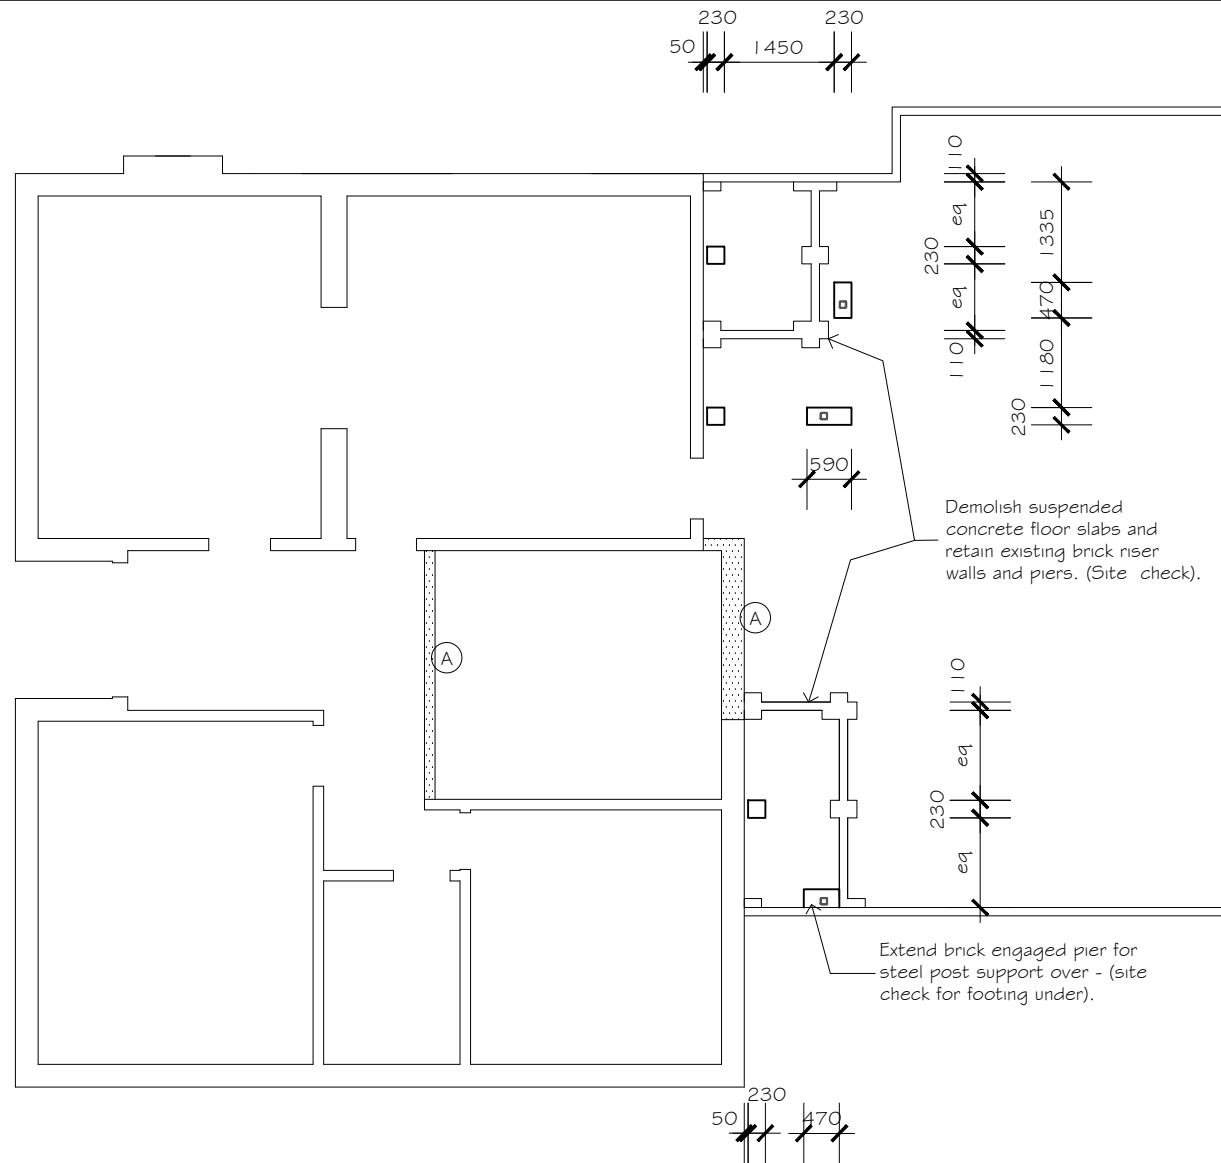 230
230
50
1450
110
eq
1335
230
eq
470
110
1180
230
590
Demolish suspended
concrete floor slabs and
retain existing brick riser
walls and piers. (Site check).
A
A
110
eq
230
eq
Extend brick engaged pier for
steel post support over - (site
check for footing under).
230
50
470